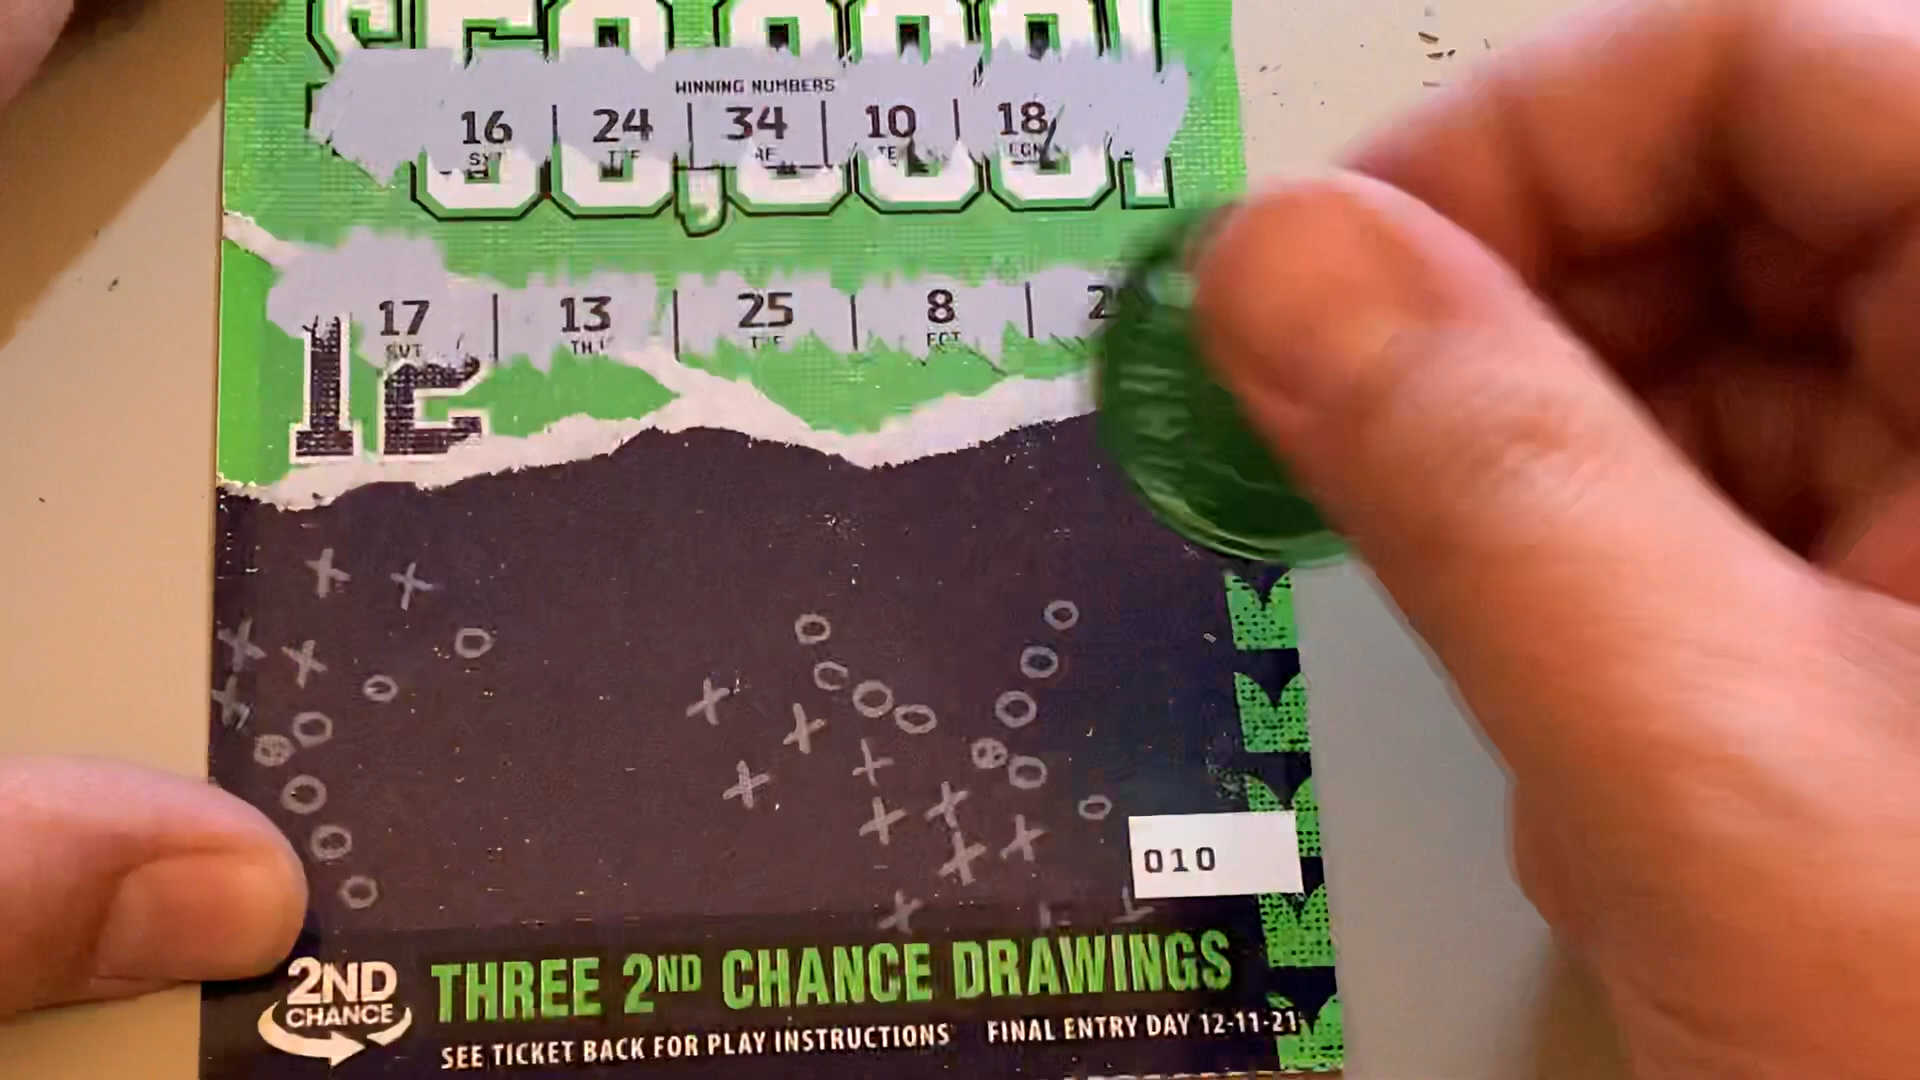 WINNING NUMBERS
16 24 34 10 18
17 13 25 8
12
010
2ND CHANCE
THREE 2ND CHANCE DRAWINGS
SEE TICKET BACK FOR PLAY INSTRUCTIONS FINAL ENTRY DAY 12-11-21